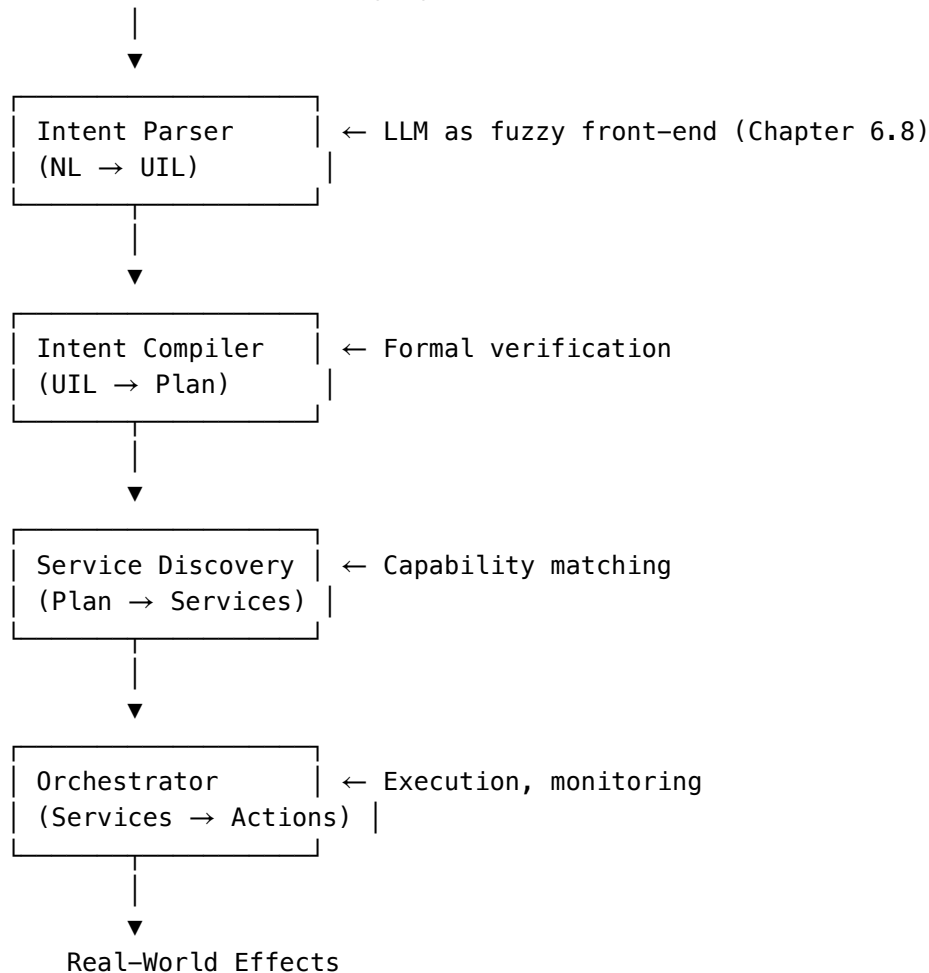 Intent Parser ← LLM as fuzzy front-end (Chapter 6.8)
(NL → UIL)
Intent Compiler ← Formal verification
(UIL → Plan)
Service Discovery ← Capability matching
(Plan → Services)
Orchestrator ← Execution, monitoring
(Services → Actions)
Real-World Effects